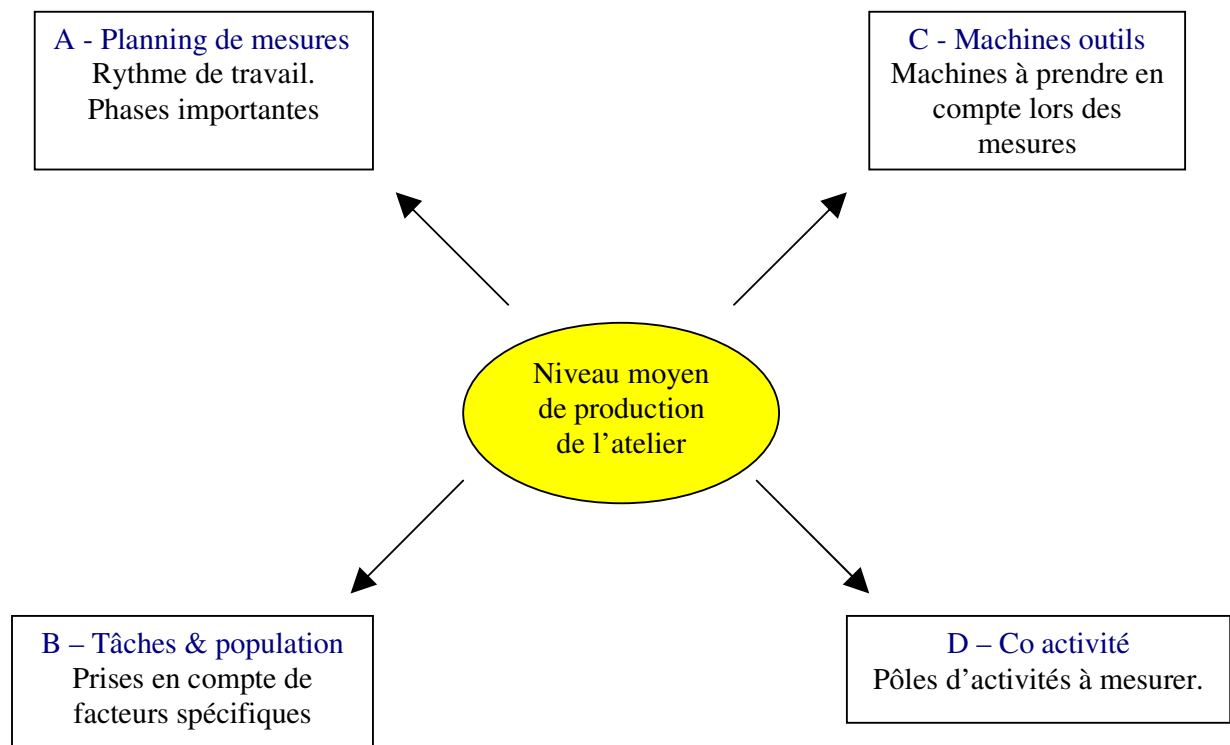 A - Planning de mesures
Rythme de travail.
Phases importantes
C - Machines outils
Machines à prendre en
compte lors des
mesures
Niveau moyen
de production
de l’atelier
B – Tâches & population
Prises en compte de
facteurs spécifiques
D – Co activité
Pôles d’activités à mesurer.